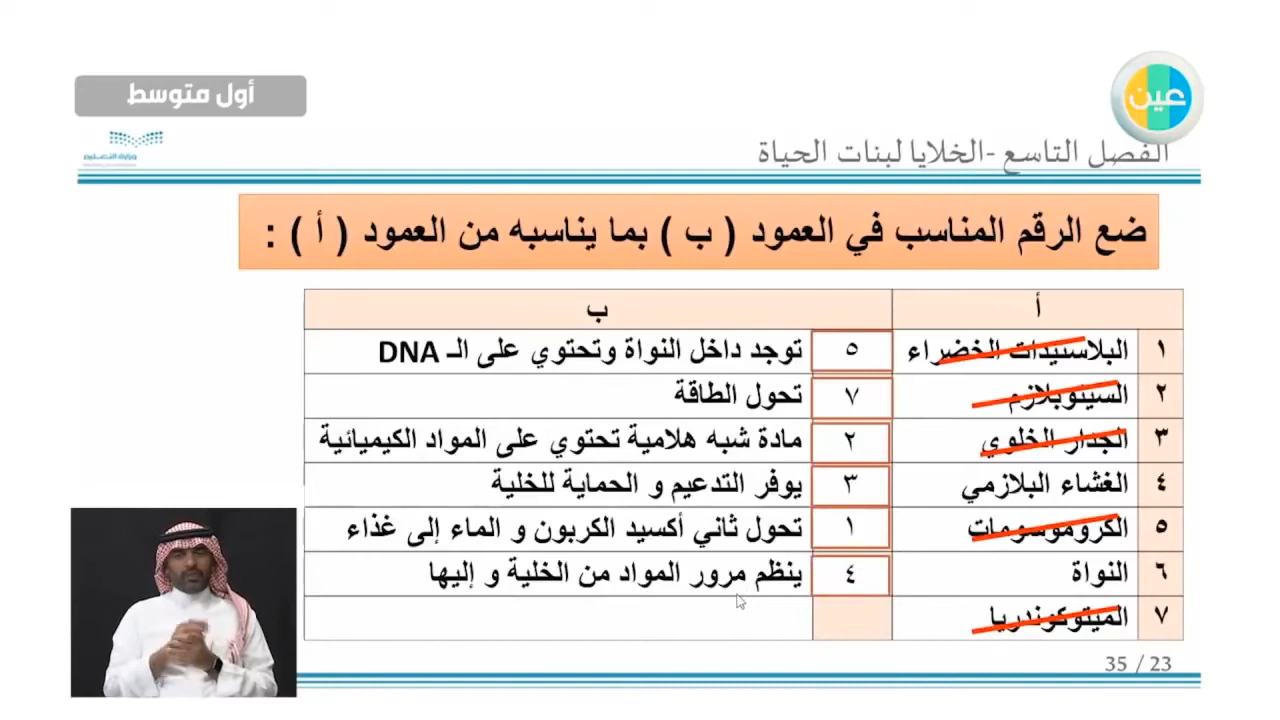 أول متوسط
عين
وزارة التعليم
الفصل التاسع -الخلايا لبنات الحياة
ضع الرقم المناسب في العمود ( ب ) بما يناسبه من العمود ( أ ) :
أ ب
١ البلاستيدات الخضراء ٥ توجد داخل النواة وتحتوي على الـ DNA
٢ السيتوبلازم ٧ تحول الطاقة
٣ الجدار الخلوي ٢ مادة شبه هلامية تحتوي على المواد الكيميائية
٤ الغشاء البلازمي ٣ يوفر التدعيم و الحماية للخلية
٥ الكروموسومات ١ تحول ثاني أكسيد الكربون و الماء إلى غذاء
٦ النواة ٤ ينظم مرور المواد من الخلية و إليها
٧ الميتوكوندريا
35 / 23